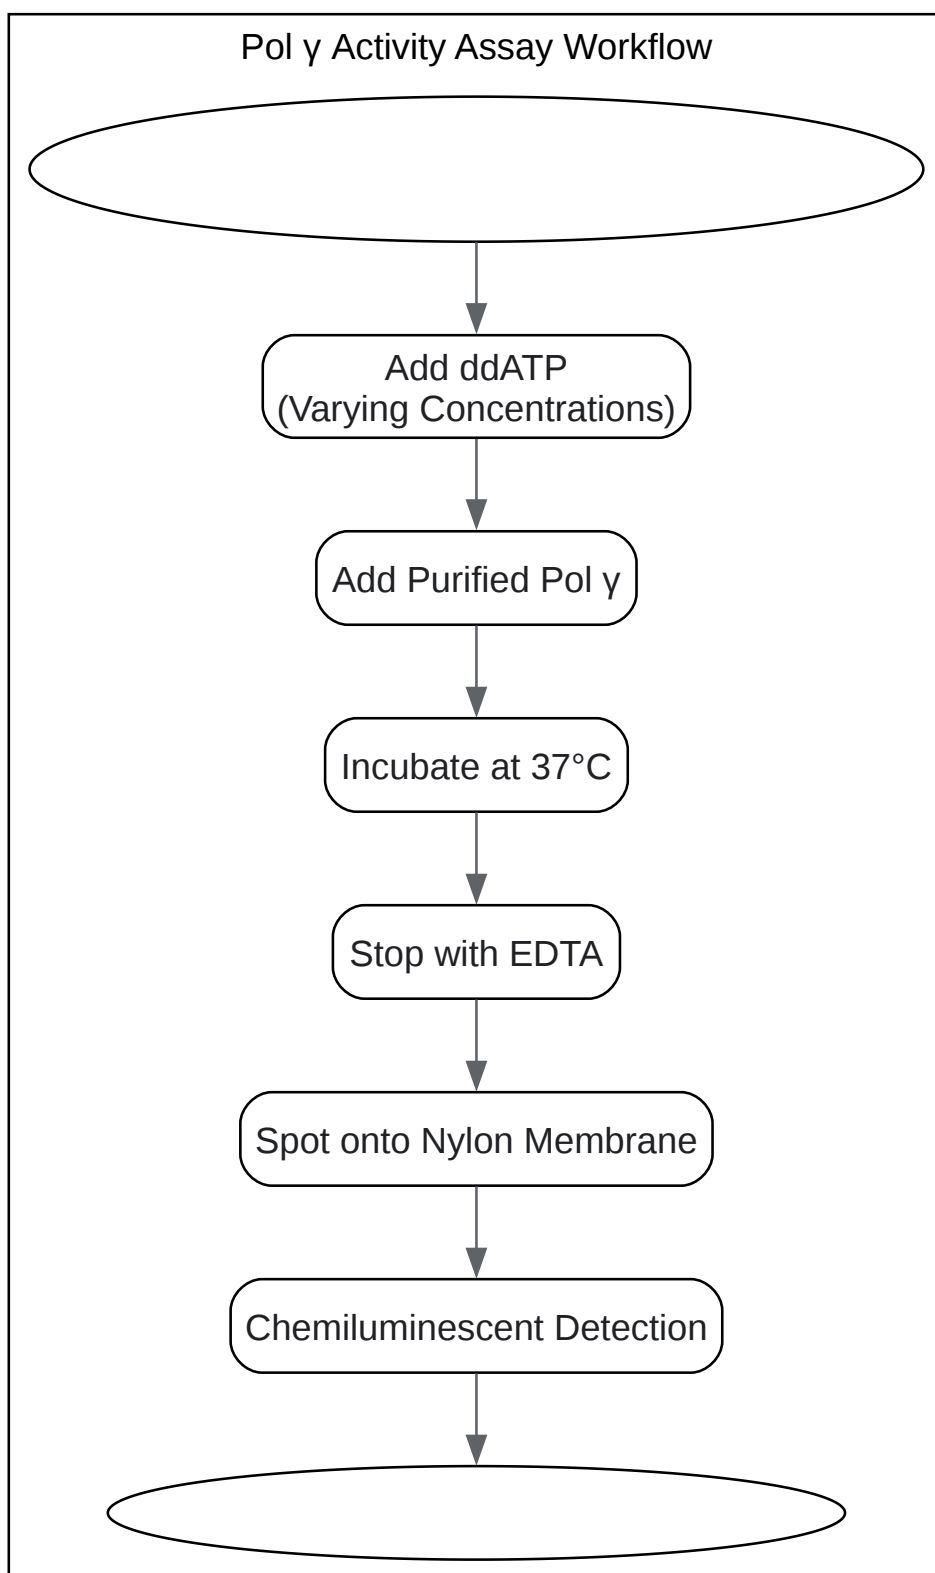 Pol γ Activity Assay Workflow
Add ddATP
(Varying Concentrations)
Add Purified Pol γ
Incubate at 37°C
Stop with EDTA
Spot onto Nylon Membrane
Chemiluminescent Detection